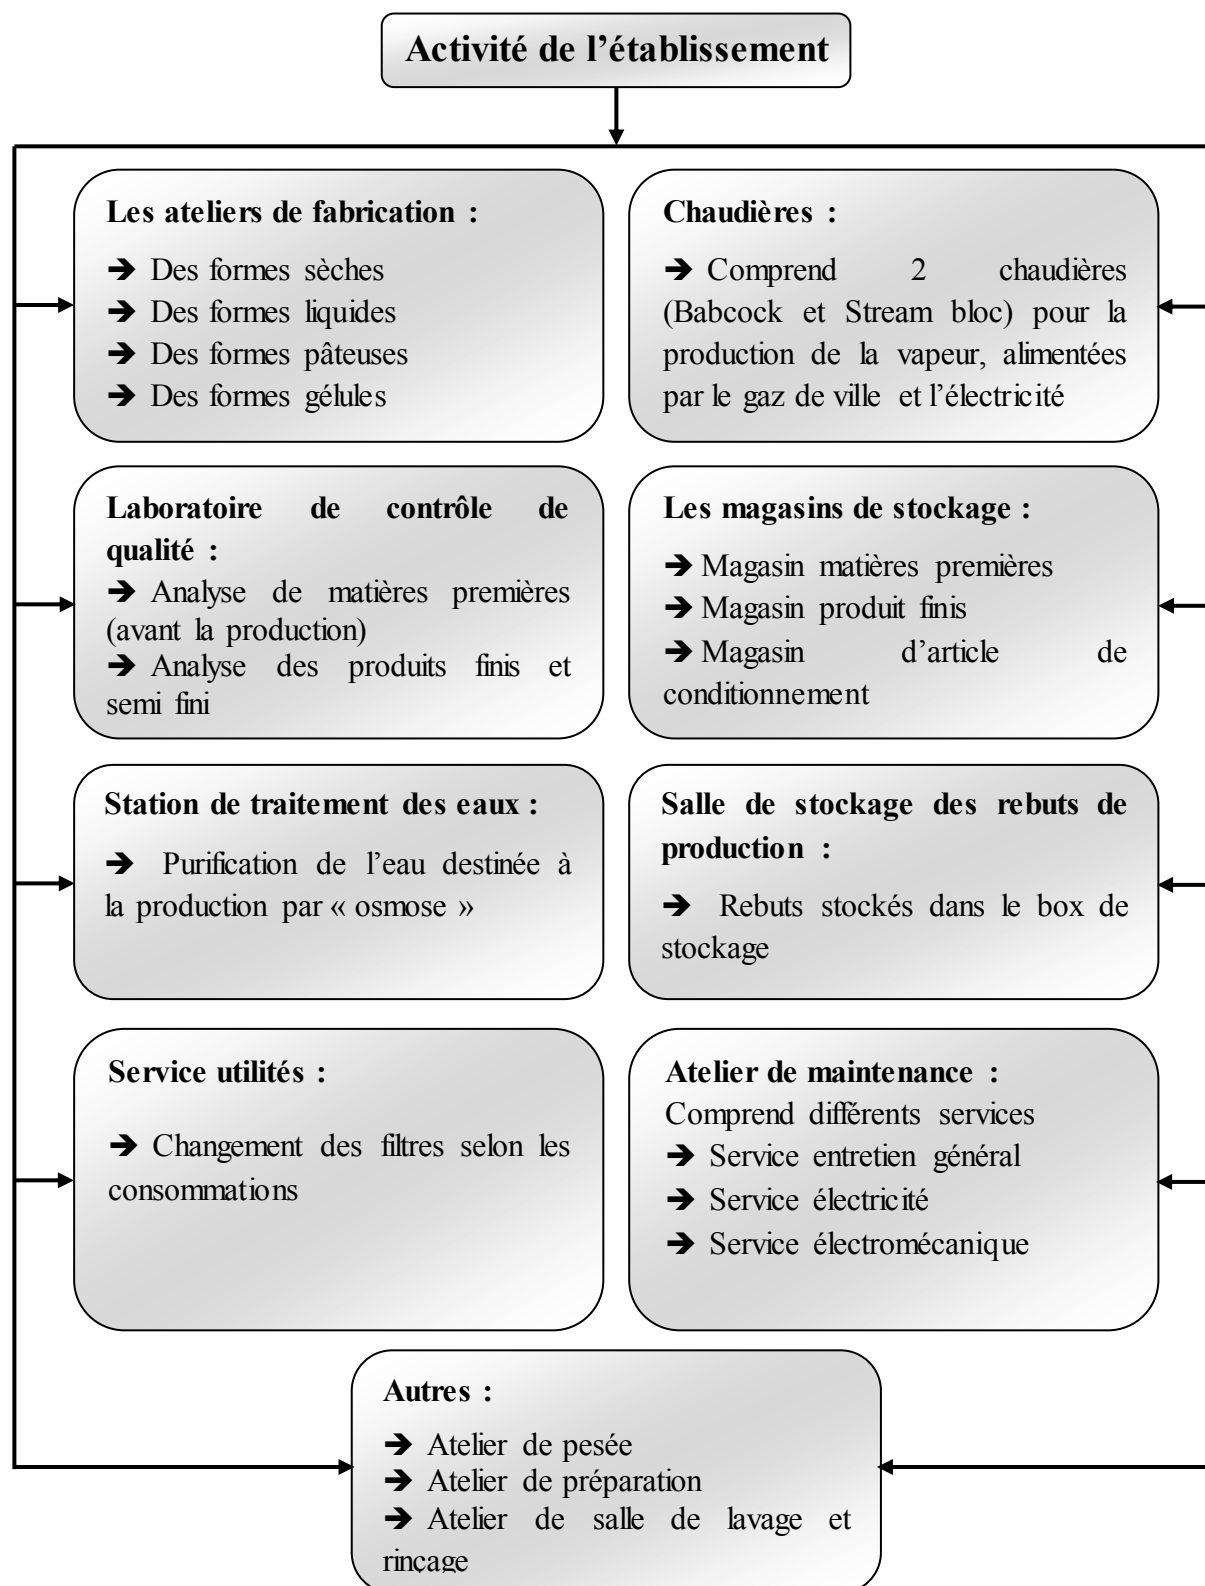 Activité de l’établissement
Les ateliers de fabrication :
➔ Des formes sèches
➔ Des formes liquides
➔ Des formes pâteuses
➔ Des formes gélules
Chaudières :
➔ Comprend 2 chaudières
(Babcock et Stream bloc) pour la
production de la vapeur, alimentées
par le gaz de ville et l’électricité
Laboratoire de contrôle de
qualité :
➔ Analyse de matières premières
(avant la production)
➔ Analyse des produits finis et
semi fini
Les magasins de stockage :
➔ Magasin matières premières
➔ Magasin produit finis
➔ Magasin d’article de
conditionnement
Station de traitement des eaux :
➔ Purification de l’eau destinée à
la production par « osmose »
Salle de stockage des rebuts de
production :
➔ Rebuts stockés dans le box de
stockage
Service utilités :
➔ Changement des filtres selon les
consommations
Atelier de maintenance :
Comprend différents services
➔ Service entretien général
➔ Service électricité
➔ Service électromécanique
Autres :
➔ Atelier de pesée
➔ Atelier de préparation
➔ Atelier de salle de lavage et
rinçage